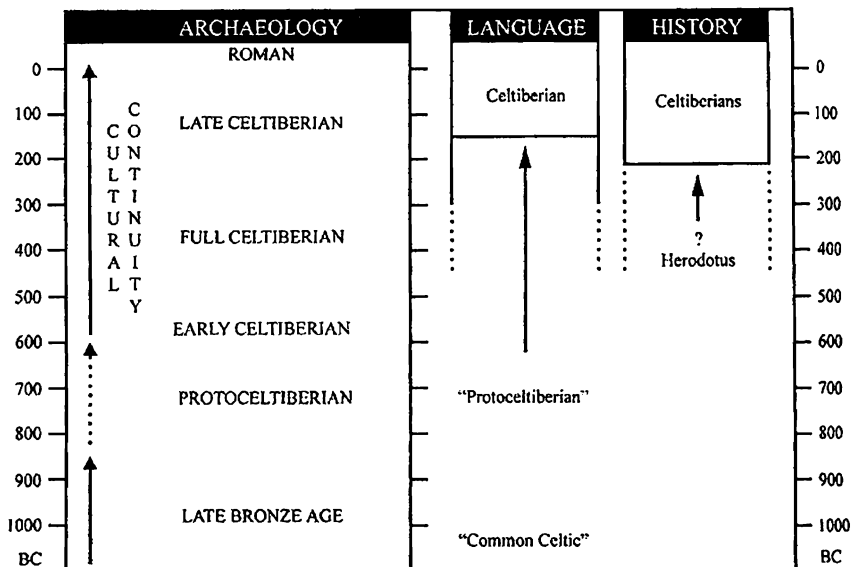 ARCHAEOLOGY
LANGUAGE
HISTORY
0
100
200
300
400
500
600
700
800
900
1000
BC
CULTURAL
CONTINUITY
ROMAN
LATE CELTIBERIAN
FULL CELTIBERIAN
EARLY CELTIBERIAN
PROTOCELTIBERIAN
LATE BRONZE AGE
Celtiberian
"Protoceltiberian"
"Common Celtic"
Celtiberians
?
Herodotus
0
100
200
300
400
500
600
700
800
900
1000
BC